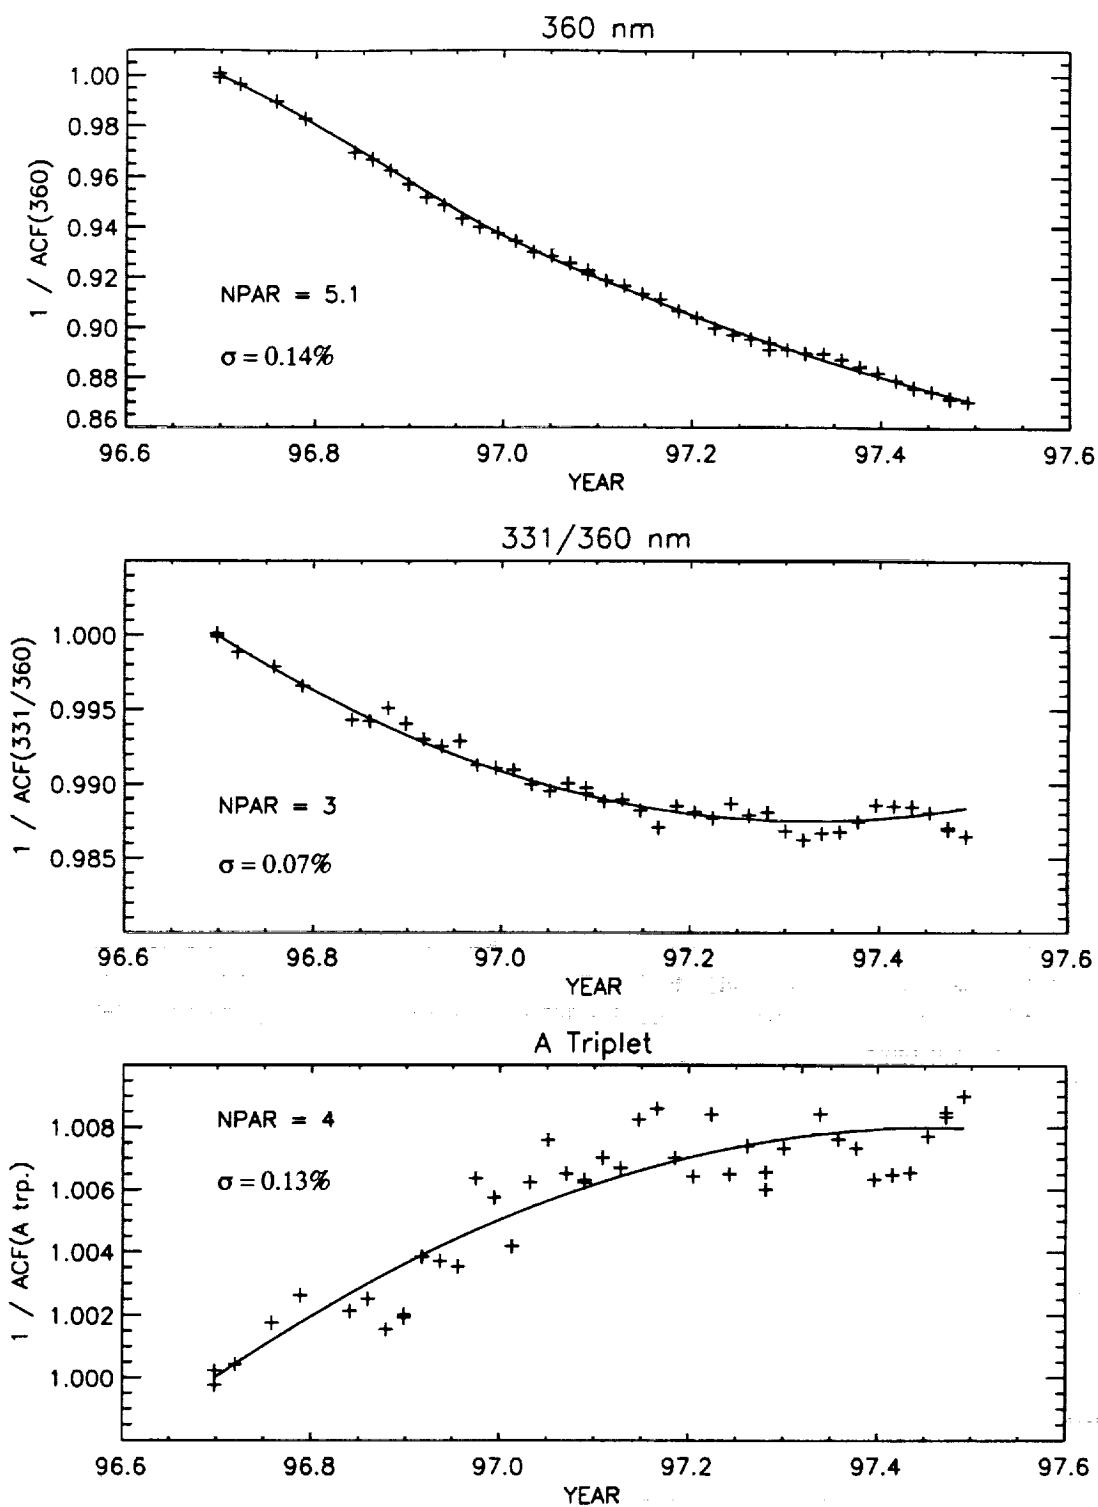 360 nm
1.00
0.98
0.96
0.94
0.92
0.90
0.88
0.86
1 / ACF(360)
NPAR = 5.1
σ = 0.14%
96.6 96.8 97.0 97.2 97.4 97.6
YEAR
331/360 nm
1.000
0.995
0.990
0.985
1 / ACF(331/360)
NPAR = 3
σ = 0.07%
96.6 96.8 97.0 97.2 97.4 97.6
YEAR
A Triplet
1.008
1.006
1.004
1.002
1.000
1 / ACF(A trp.)
NPAR = 4
σ = 0.13%
96.6 96.8 97.0 97.2 97.4 97.6
YEAR